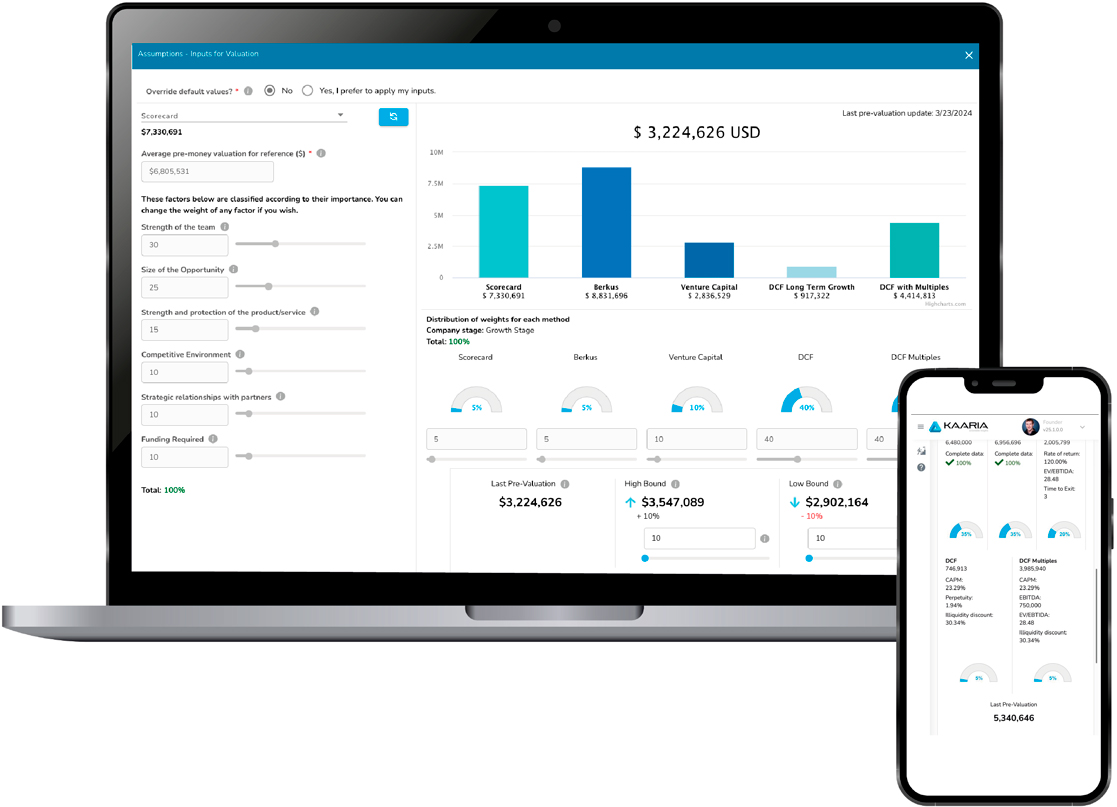 Assumptions - Inputs for Valuation
Override default values? * No Yes, I prefer to apply my inputs.
Scorecard
$7,330,691
Average pre-money valuation for reference ($) *
$6,805,531
These factors below are classified according to their importance. You can
change the weight of any factor if you wish.
Strength of the team
30
Size of the Opportunity
25
Strength and protection of the product/service
15
Competitive Environment
10
Strategic relationships with partners
10
Funding Required
10
Total: 100%
Last pre-valuation update: 3/23/2024
$ 3,224,626 USD
10M
7.5M
5M
2.5M
0
Scorecard Berkus Venture Capital DCF Long Term Growth DCF with Multiples
$ 7,330,691 $ 8,831,696 $ 2,836,529 $ 917,322 $ 4,414,813
Highcharts.com
Distribution of weights for each method
Company stage: Growth Stage
Total: 100%
Scorecard Berkus Venture Capital DCF DCF Multiples
5% 5% 10% 40%
5 5 10 40 40
Last Pre-Valuation High Bound Low Bound
$3,224,626 $3,547,089 $2,902,164
+ 10% - 10%
10 10
KAARIA
Founder
v25.1.0.0
6,480,000 6,956,696 2,005,799
Complete data: Complete data: Rate of return:
100% 100% 120.00%
EV/EBTIDA:
28.48
Time to Exit:
3
35% 35% 20%
DCF DCF Multiples
746,913 3,985,940
CAPM: CAPM:
23.29% 23.29%
Perpetuity: EBITDA:
1.94% 750,000
Illiquidity discount: EV/EBTIDA:
30.34% 28.48
Illiquidity discount:
30.34%
5% 5%
Last Pre-Valuation
5,340,646